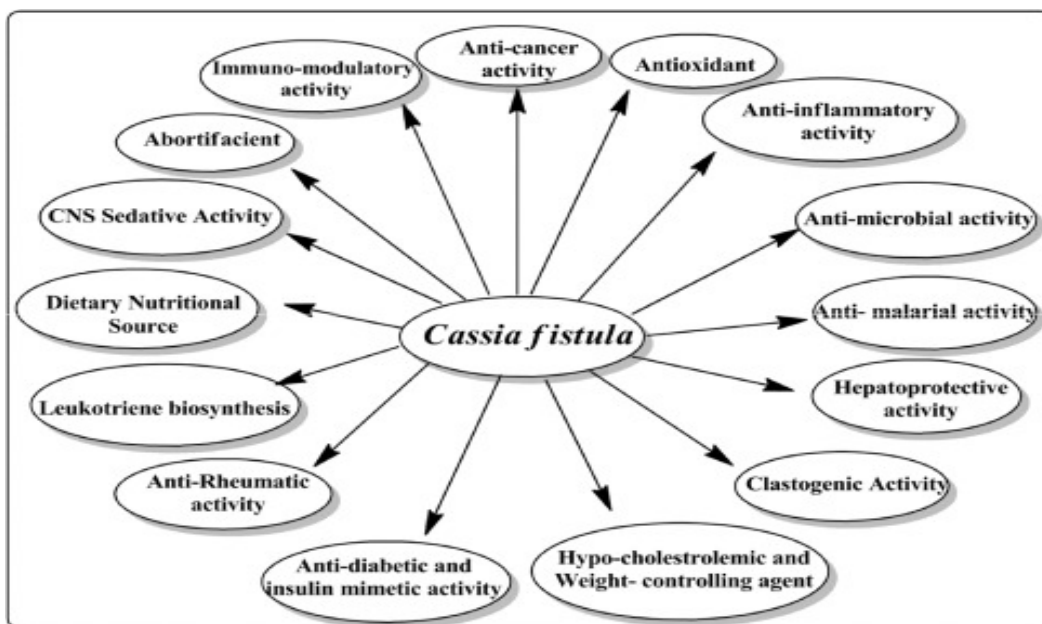 Anti-cancer
activity
Antioxidant
Immuno-modulatory
activity
Anti-inflammatory
activity
Abortifacient
CNS Sedative Activity
Anti-microbial activity
Dietary Nutritional
Source
Anti- malarial activity
Cassia fistula
Hepatoprotective
activity
Leukotriene biosynthesis
Anti-Rheumatic
activity
Clastogenic Activity
Anti-diabetic and
insulin mimetic activity
Hypo-cholestrolemic and
Weight- controlling agent